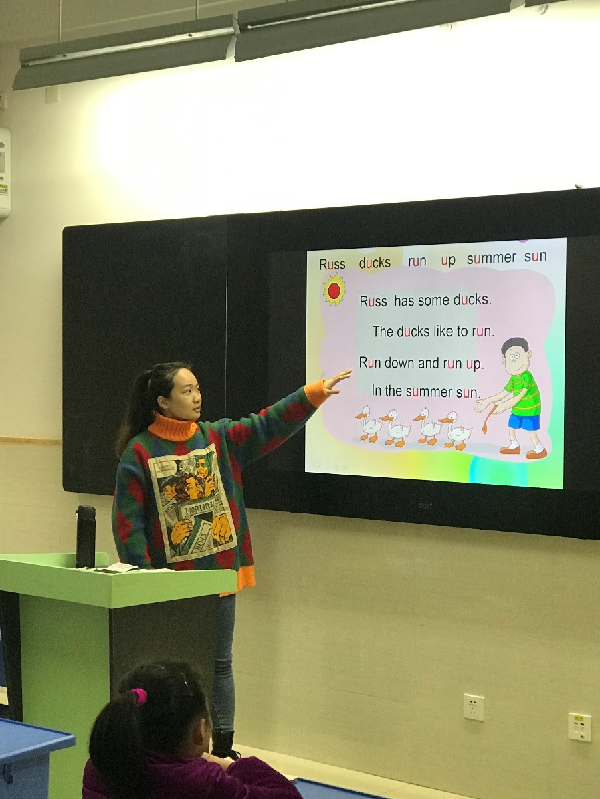 Russ ducks run up summer sun
Russ has some ducks.
The ducks like to run.
Run down and run up.
In the summer sun.